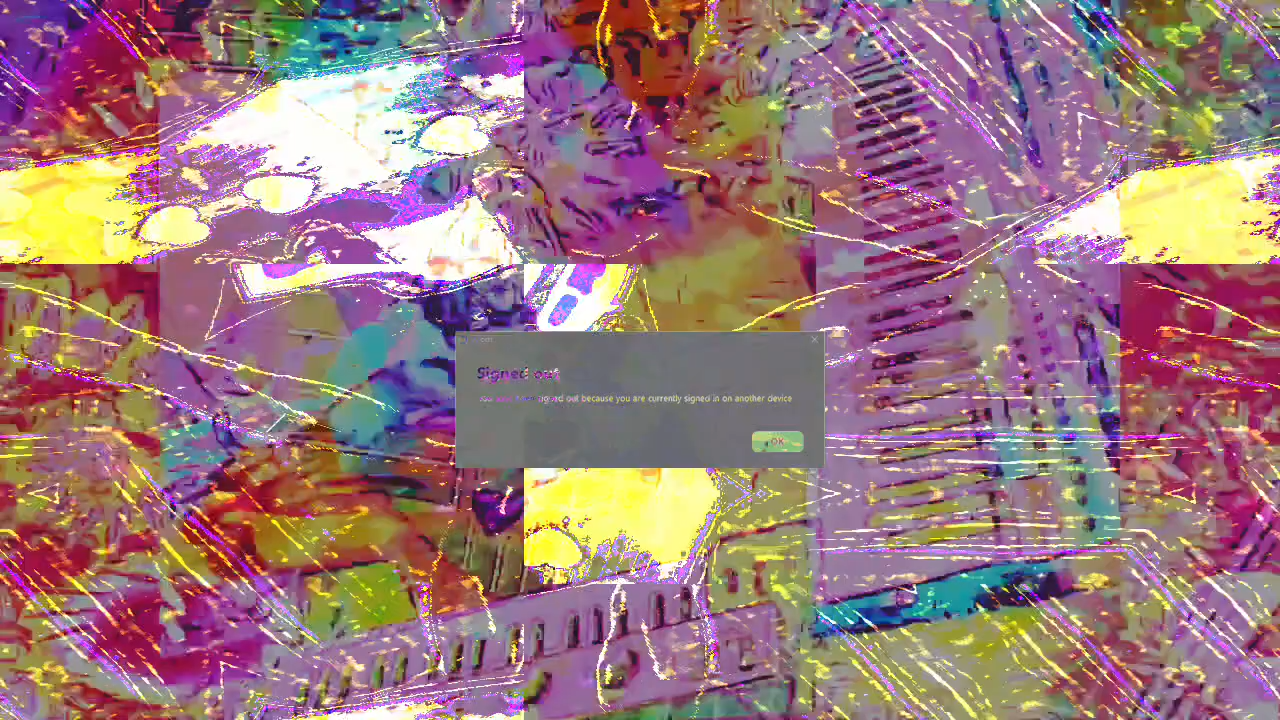 Signed out
signed out because you are currently signed in on another device
OK